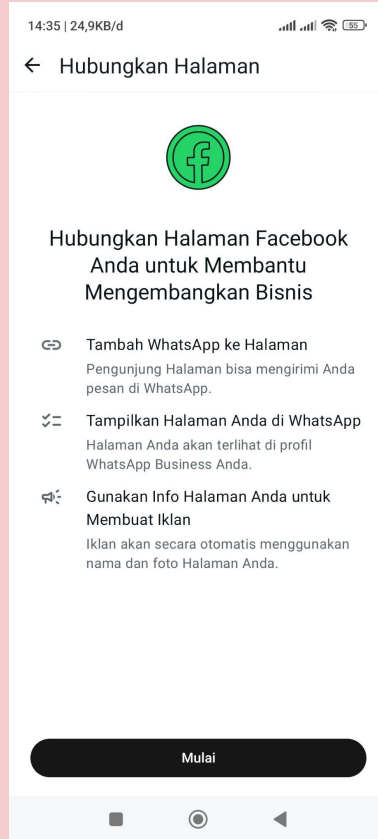 14:35 | 24,9KB/d
55
Hubungkan Halaman
Hubungkan Halaman Facebook
Anda untuk Membantu
Mengembangkan Bisnis
Tambah WhatsApp ke Halaman
Pengunjung Halaman bisa mengirimi Anda
pesan di WhatsApp.
Tampilkan Halaman Anda di WhatsApp
Halaman Anda akan terlihat di profil
WhatsApp Business Anda.
Gunakan Info Halaman Anda untuk
Membuat Iklan
Iklan akan secara otomatis menggunakan
nama dan foto Halaman Anda.
Mulai